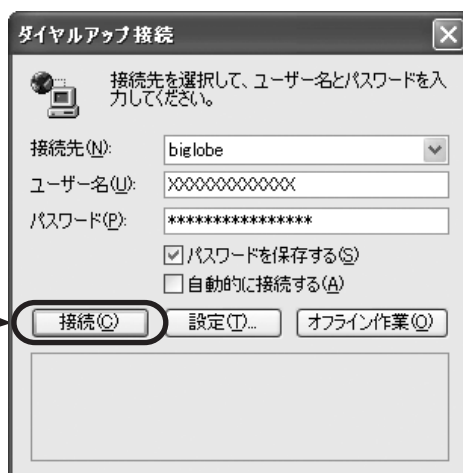 ダイヤルアップ接続
接続先を選択して、ユーザー名とパスワードを入
力してください。
接続先(N): biglobe
ユーザー名(U): XXXXXXXXXXXXX
パスワード(P): ****************
パスワードを保存する(S)
自動的に接続する(A)
接続(C) 設定(T)... オフライン作業(O)